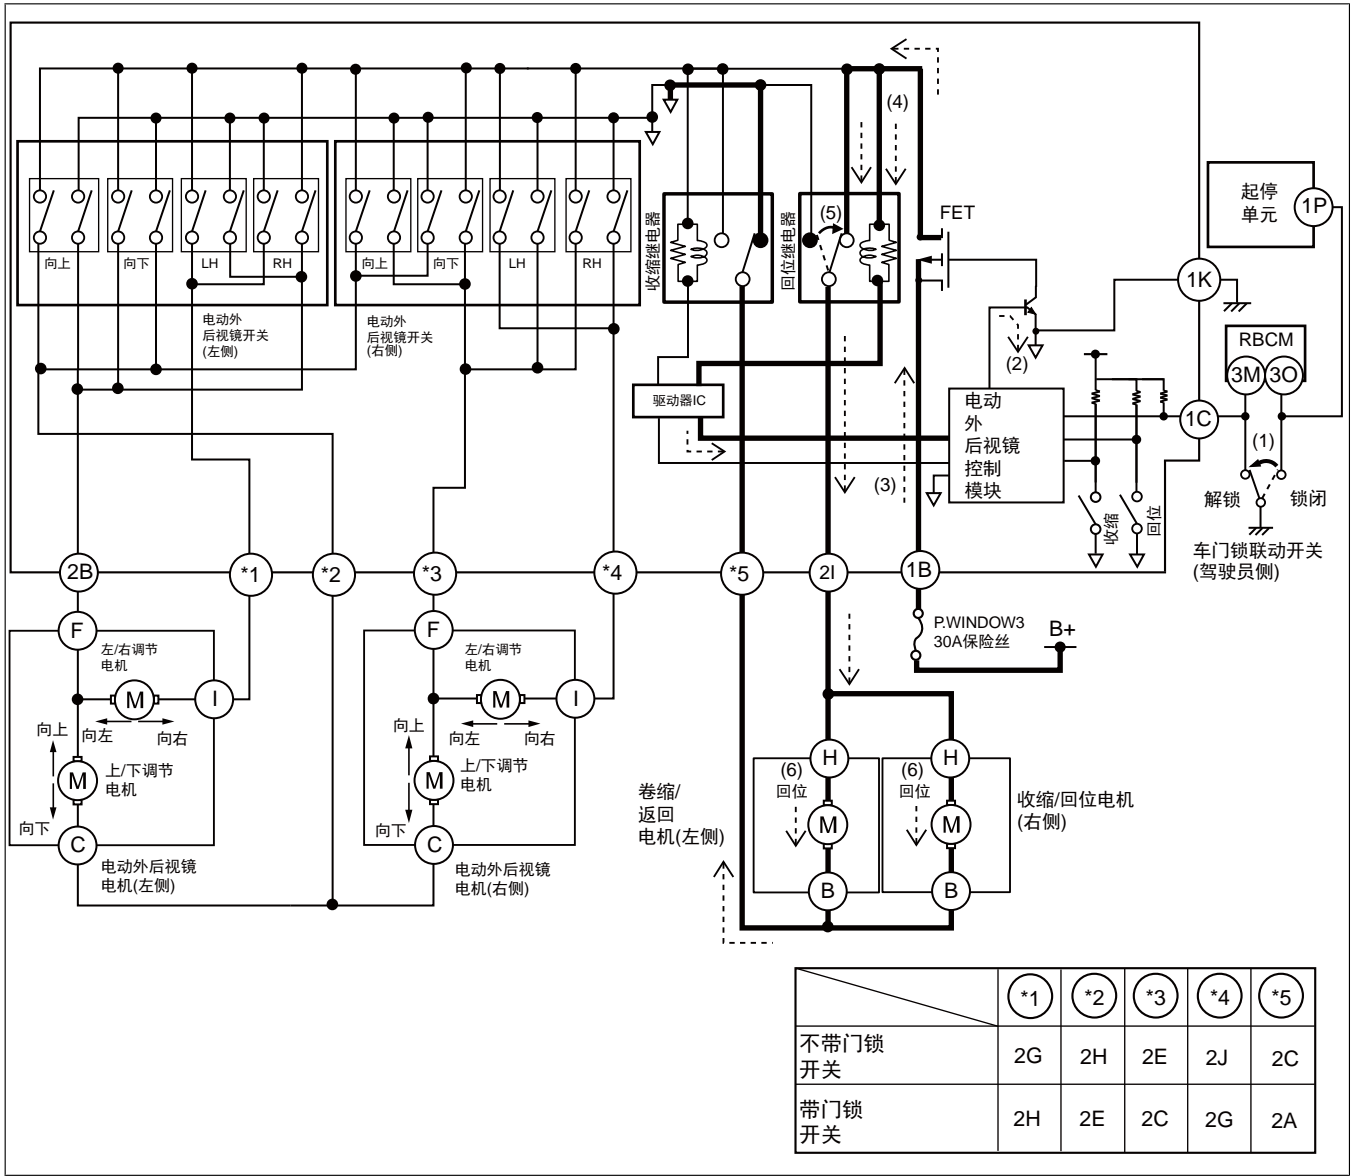 (4)
(5)
FET
收缩继电器
回位继电器
起停
单元
1P
向上
向下
LH
RH
向上
向下
LH
RH
电动外
后视镜开关
(左侧)
电动外
后视镜开关
(右侧)
1K
(2)
RBCM
3M
3O
驱动器IC
(3)
电动
外
后视镜
控制
模块
1C
(1)
解锁
锁闭
收缩
回位
车门锁联动开关
(驾驶员侧)
2B
*1
*2
*3
*4
*5
2I
1B
P.WINDOW3
30A保险丝
B+
F
左/右调节
电机
M
I
向左
向右
向上
M
上/下调节
电机
向下
C
电动外后视镜
电机(左侧)
F
左/右调节
电机
M
I
向左
向右
向上
M
上/下调节
电机
向下
C
电动外后视镜
电机(右侧)
卷缩/
返回
电机(左侧)
H
(6)
回位
M
B
H
(6)
回位
M
B
收缩/回位电机
(右侧)
*1 *2 *3 *4 *5
不带门锁
开关
2G 2H 2E 2J 2C
带门锁
开关
2H 2E 2C 2G 2A